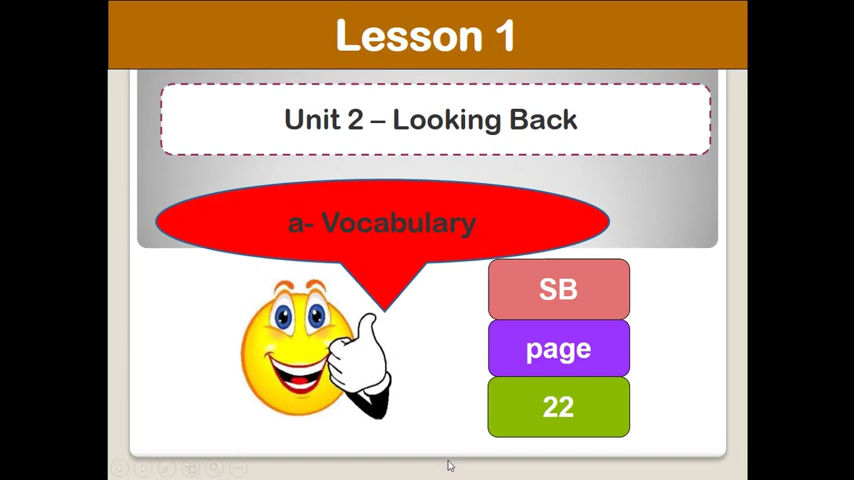 Lesson 1
Unit 2 – Looking Back
a- Vocabulary
SB
page
22